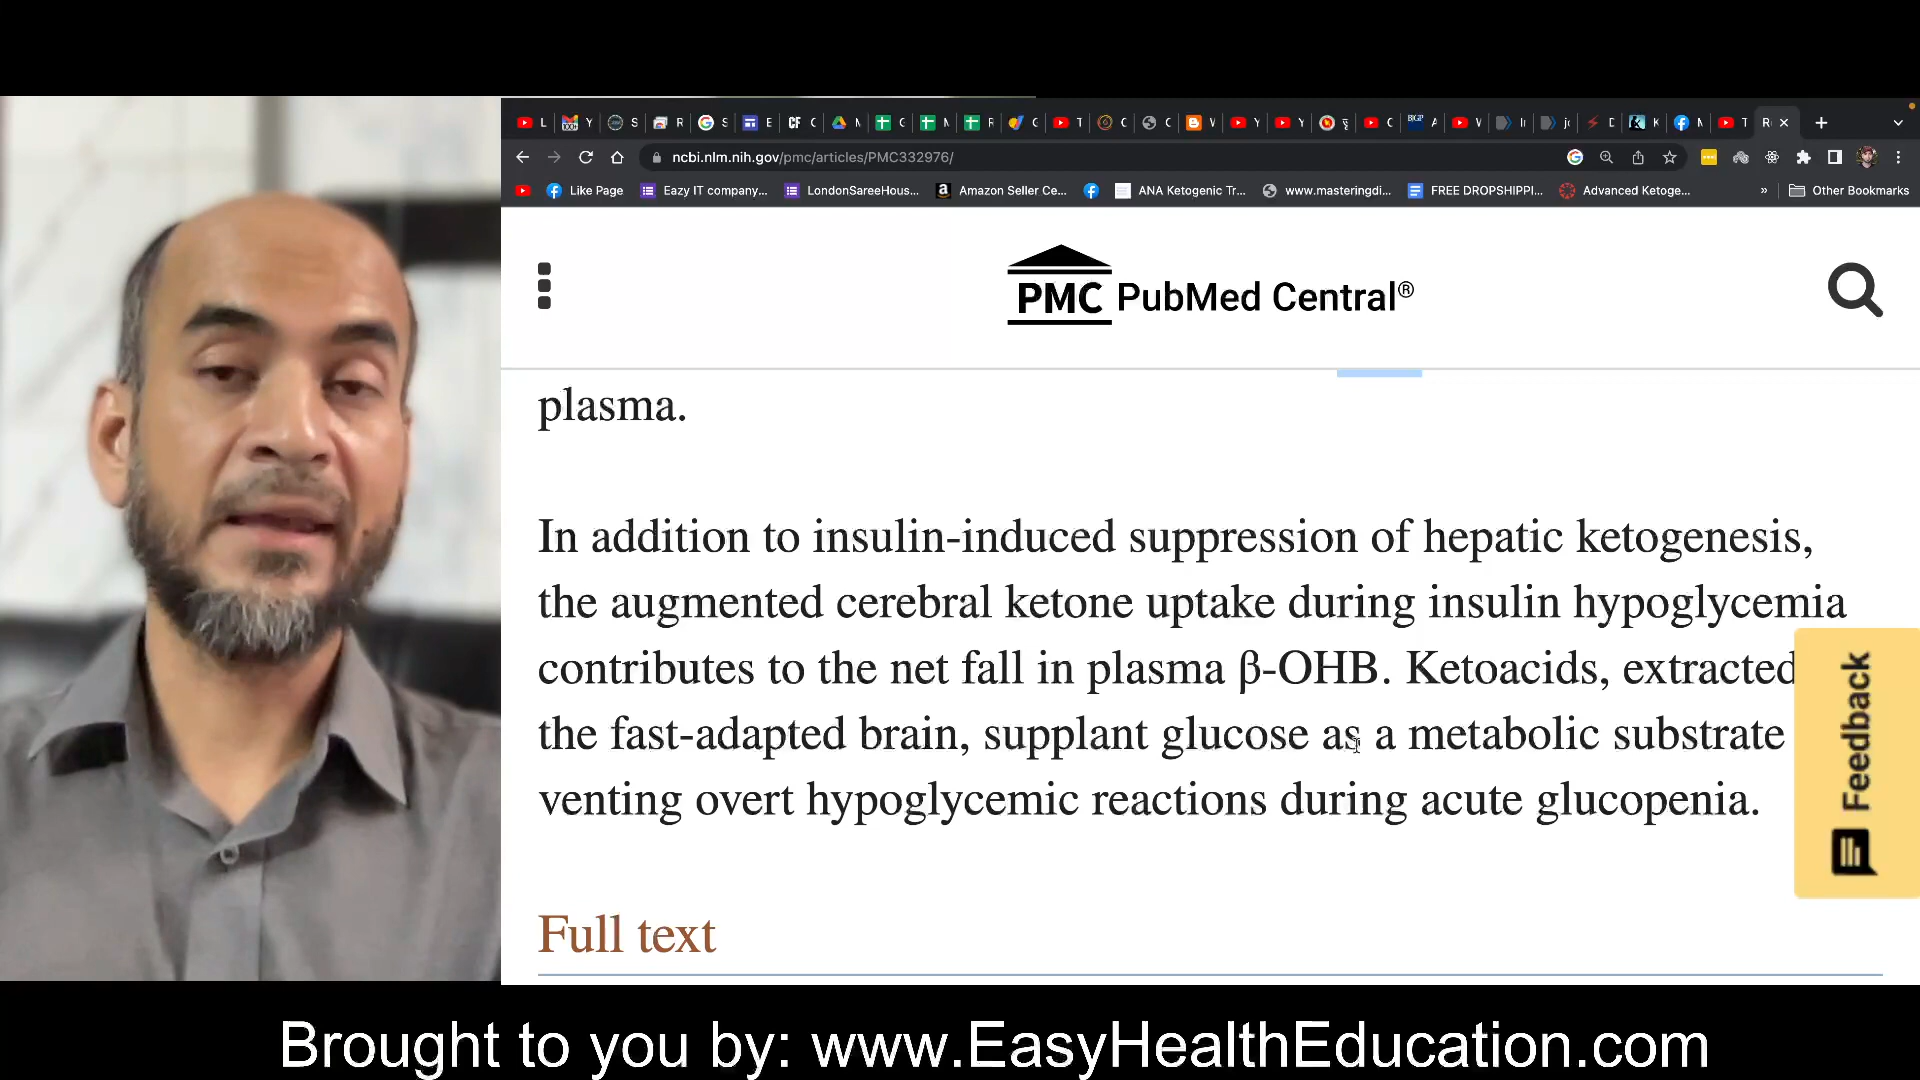 ncbi.nlm.nih.gov/pmc/articles/PMC332976/
Like Page
Eazy IT company...
LondonSareeHous...
Amazon Seller Ce...
ANA Ketogenic Tr...
www.masteringdi...
FREE DROPSHIPPI...
Advanced Ketoge...
»
Other Bookmarks
PMC PubMed Central®
plasma.
In addition to insulin-induced suppression of hepatic ketogenesis,
the augmented cerebral ketone uptake during insulin hypoglycemia
contributes to the net fall in plasma β-OHB. Ketoacids, extracted
the fast-adapted brain, supplant glucose as a metabolic substrate
venting overt hypoglycemic reactions during acute glucopenia.
Feedback
Full text
Brought to you by: www.EasyHealthEducation.com